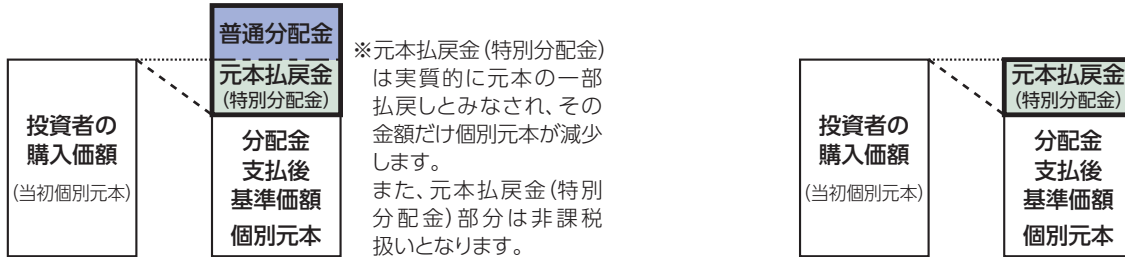 投資者の
購入価額
(当初個別元本)
普通分配金
元本払戻金
(特別分配金)
分配金
支払後
基準価額
個別元本
※元本払戻金(特別分配金)
は実質的に元本の一部
払戻しとみなされ、その
金額だけ個別元本が減少
します。
また、元本払戻金(特別
分配金)部分は非課税
扱いとなります。
投資者の
購入価額
(当初個別元本)
元本払戻金
(特別分配金)
分配金
支払後
基準価額
個別元本